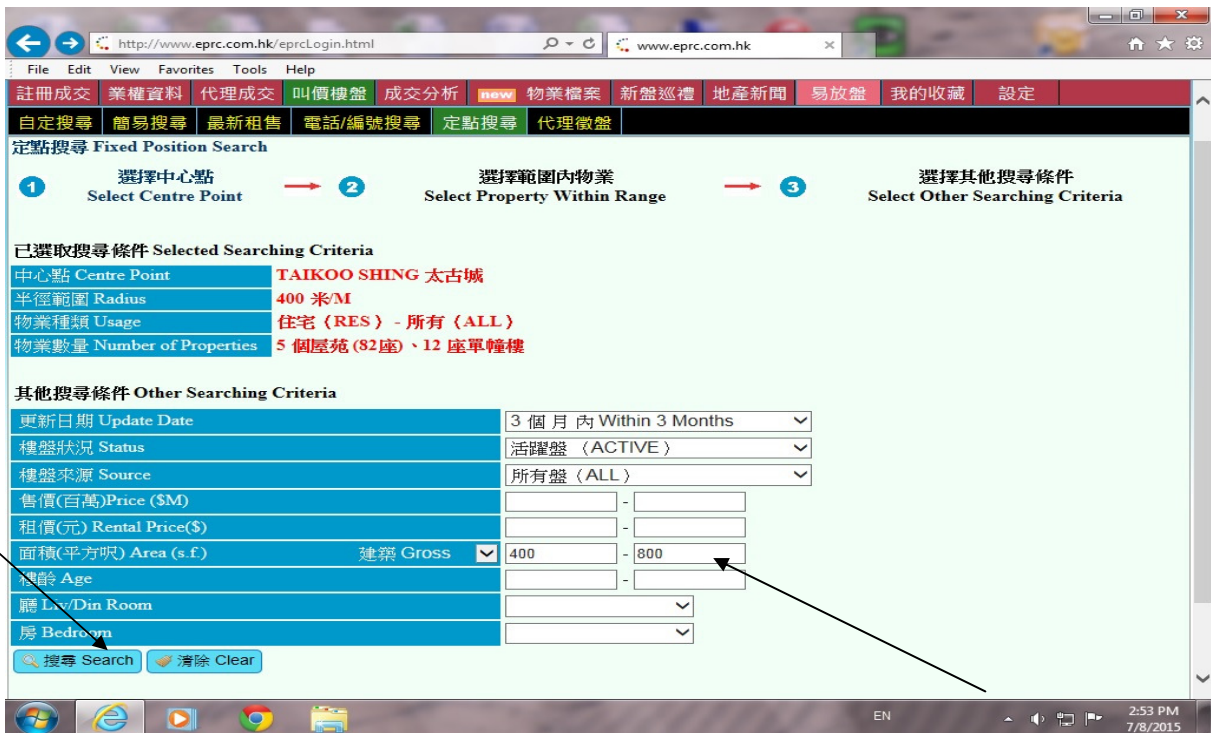 http://www.eprc.com.hk/eprcLogin.html www.eprc.com.hk
File Edit View Favorites Tools Help
註冊成交 業權資料 代理成交 叫價樓盤 成交分析 new 物業檔案 新盤巡禮 地產新聞 易放盤 我的收藏 設定
自定搜尋 簡易搜尋 最新租售 電話/編號搜尋 定點搜尋 代理徵盤
定點搜尋 Fixed Position Search
1 選擇中心點 2 選擇範圍內物業 3 選擇其他搜尋條件
Select Centre Point Select Property Within Range Select Other Searching Criteria
已選取搜尋條件 Selected Searching Criteria
中心點 Centre Point TAIKOO SHING 太古城
半徑範圍 Radius 400 米/M
物業種類 Usage 住宅（RES）- 所有（ALL）
物業數量 Number of Properties 5 個屋苑 (82座)、12 座單幢樓
其他搜尋條件 Other Searching Criteria
更新日期 Update Date 3 個 月 內 Within 3 Months
樓盤狀況 Status 活躍盤 （ACTIVE）
樓盤來源 Source 所有盤（ALL）
售價(百萬)Price ($M) -
租價(元) Rental Price($) -
面積(平方呎) Area (s.f.) 建築 Gross 400 - 800
樓齡 Age -
廳 Liv/Din Room
房 Bedroom
搜尋 Search 清除 Clear
EN 2:53 PM
7/8/2015